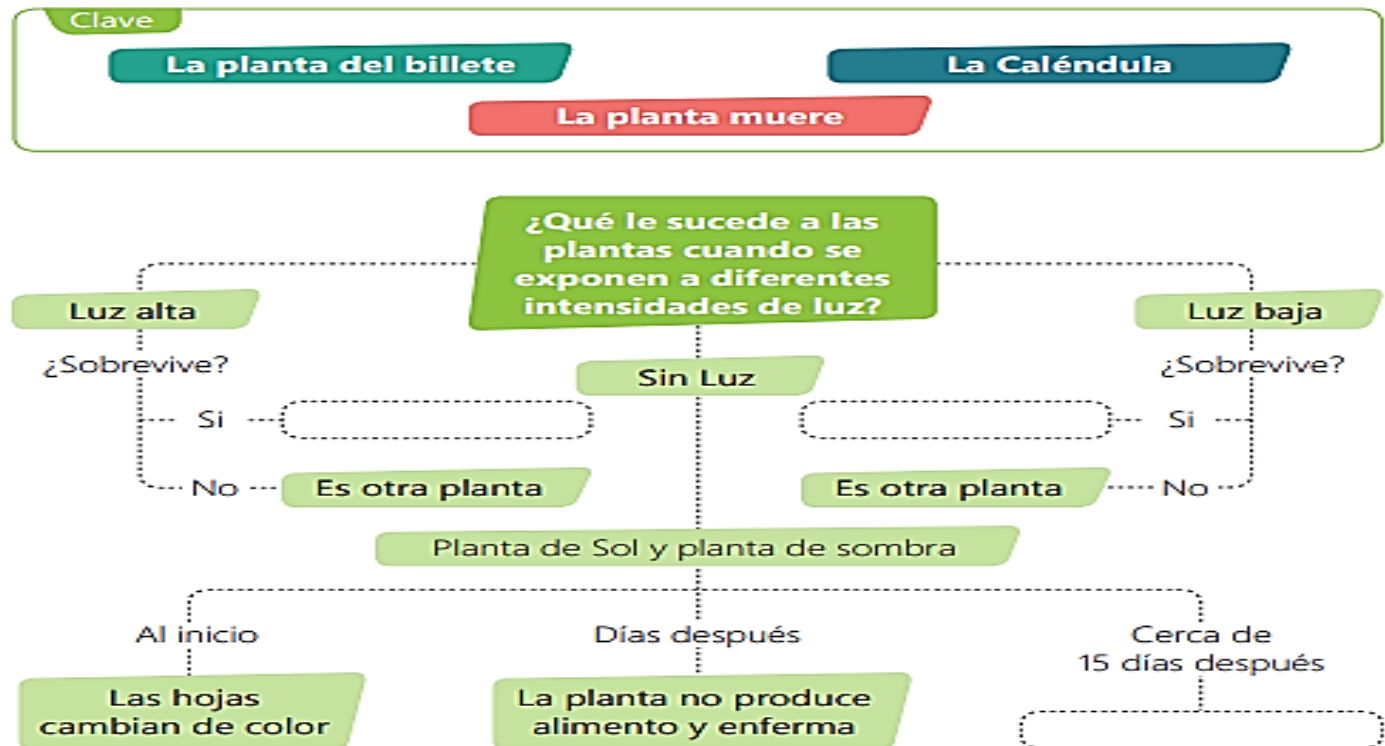 Clave
La planta del billete
La Caléndula
La planta muere
¿Qué le sucede a las
plantas cuando se
exponen a diferentes
intensidades de luz?
Luz alta
Luz baja
¿Sobrevive?
¿Sobrevive?
Sin Luz
Si
Si
No
Es otra planta
Es otra planta
No
Planta de Sol y planta de sombra
Al inicio
Días después
Cerca de
15 días después
Las hojas
cambian de color
La planta no produce
alimento y enferma